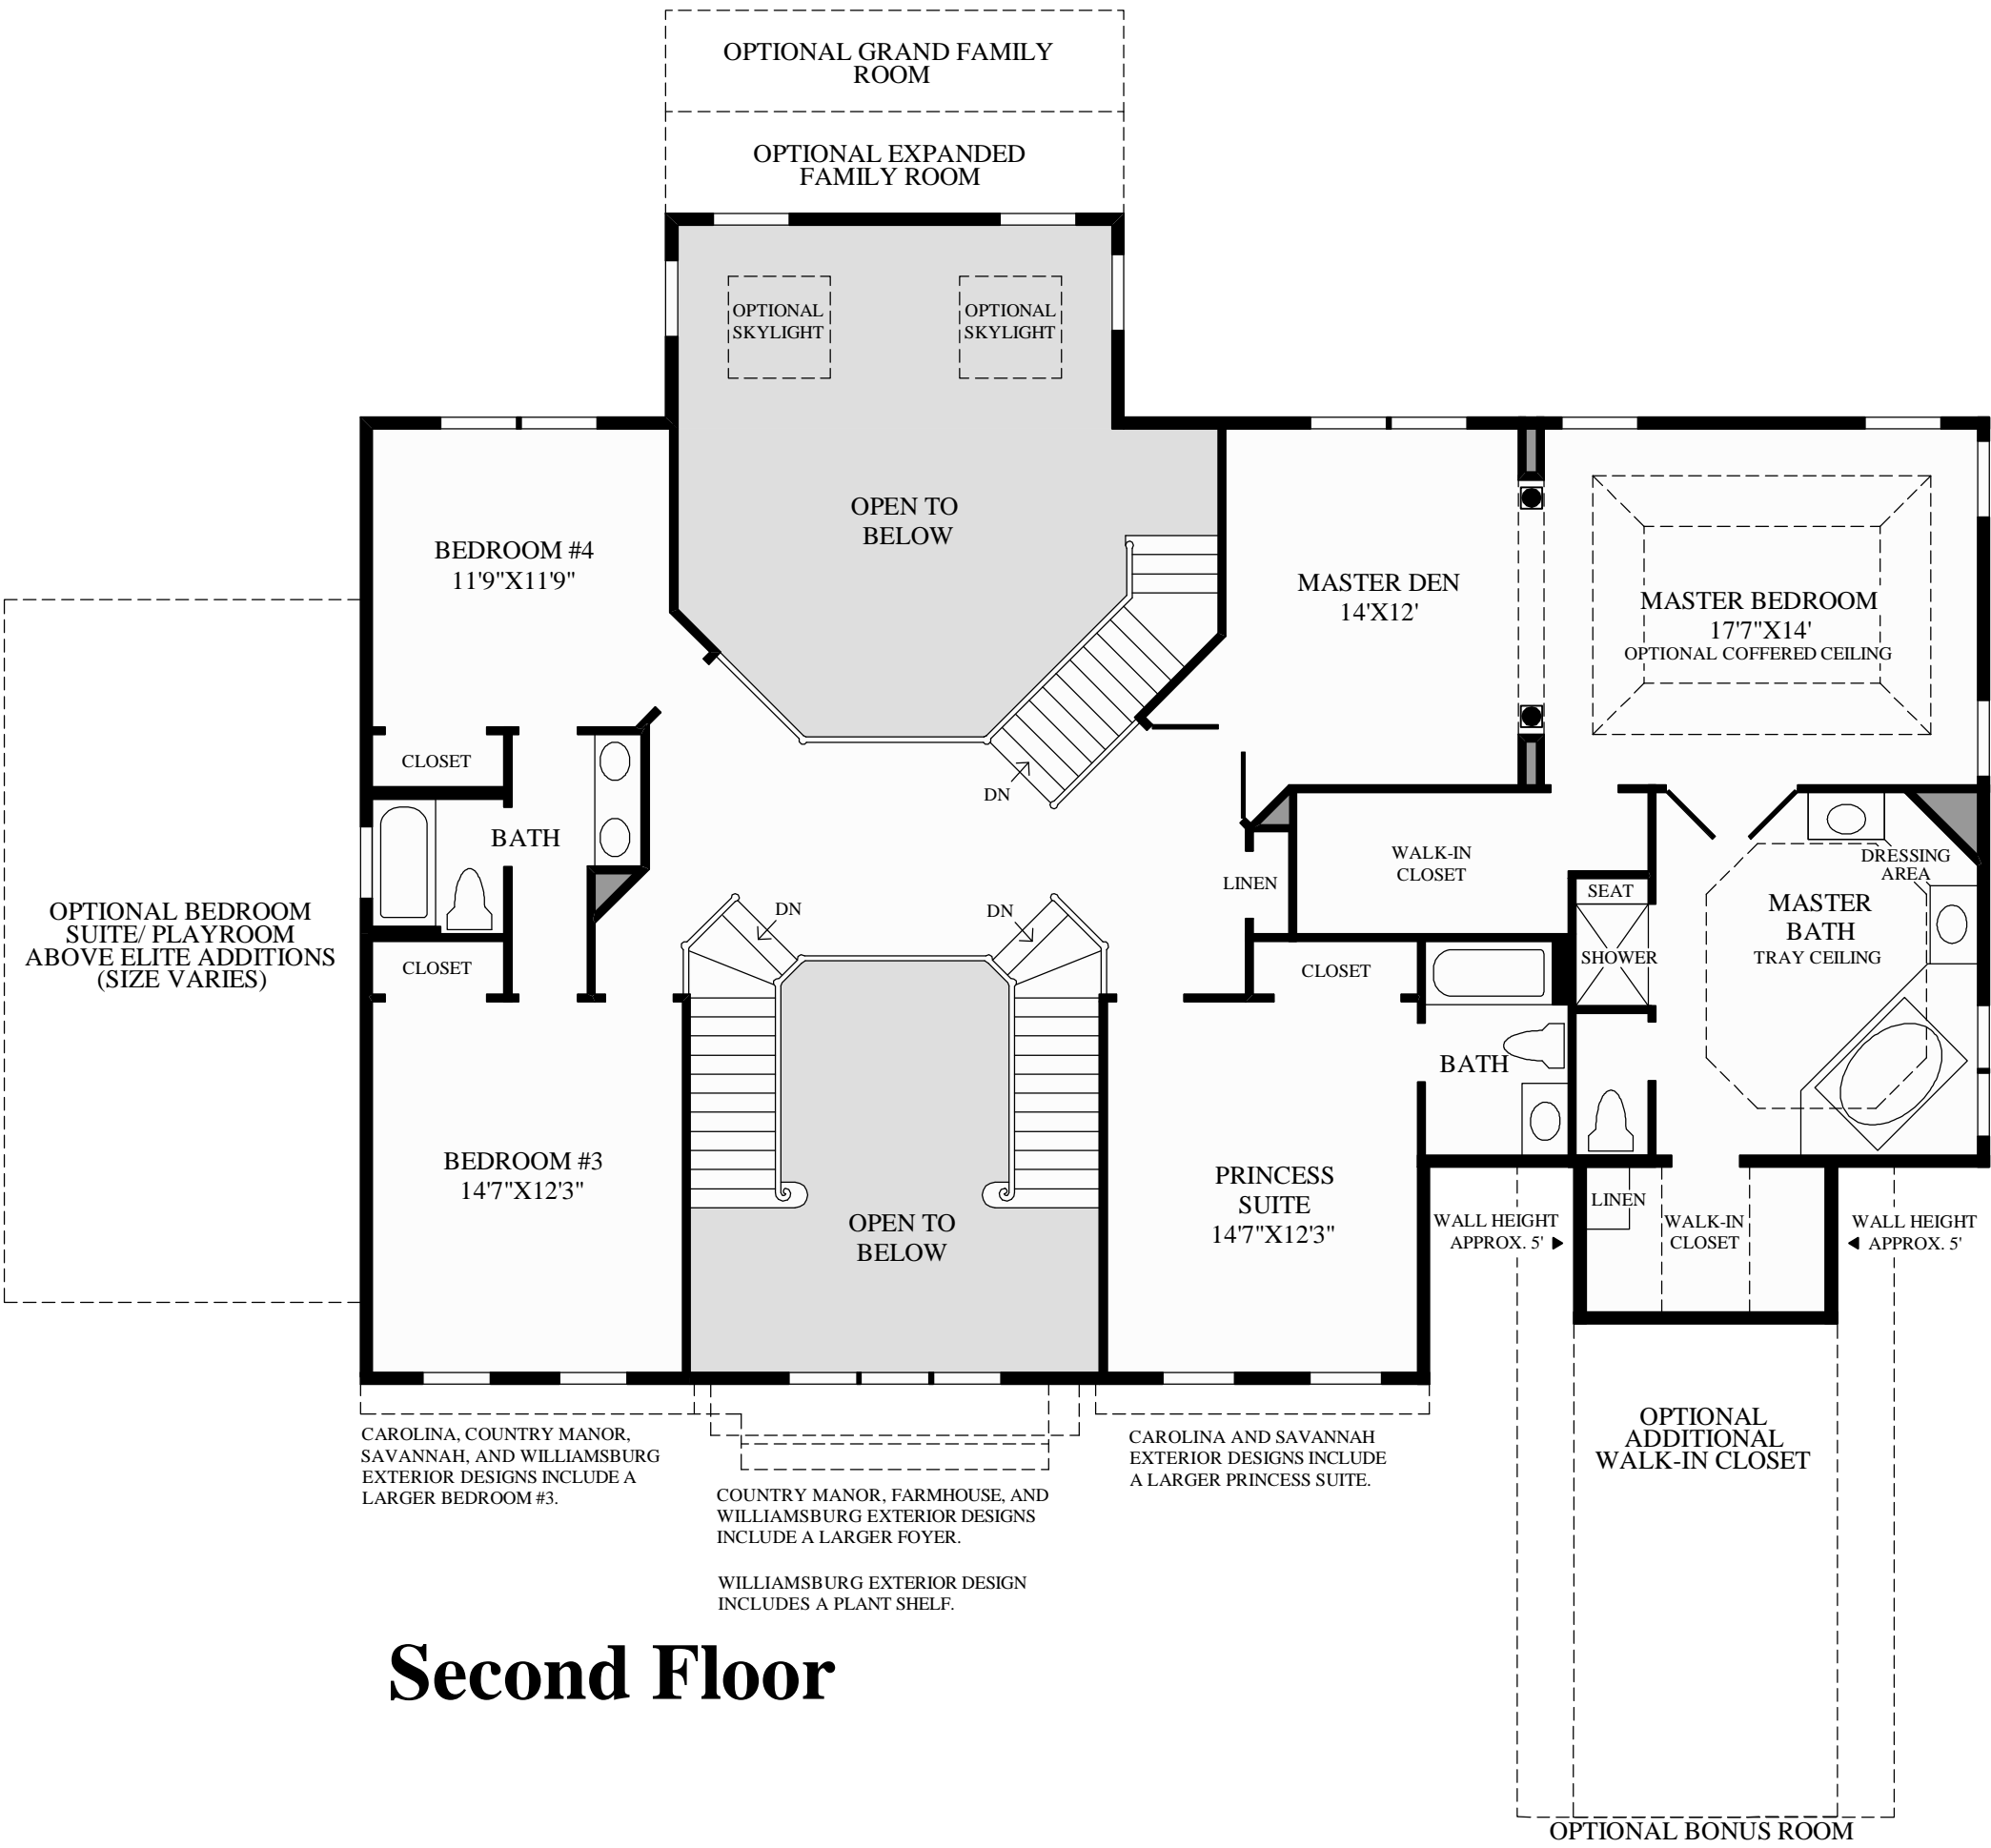 OPTIONAL GRAND FAMILY
ROOM
OPTIONAL EXPANDED
FAMILY ROOM
OPTIONAL
SKYLIGHT
OPTIONAL
SKYLIGHT
OPEN TO
BELOW
BEDROOM #4
11'9"X11'9"
MASTER DEN
14'X12'
MASTER BEDROOM
17'7"X14'
OPTIONAL COFFERED CEILING
CLOSET
DN
BATH
WALK-IN
CLOSET
LINEN
DRESSING
AREA
SEAT
MASTER
BATH
TRAY CEILING
SHOWER
OPTIONAL BEDROOM
SUITE/ PLAYROOM
ABOVE ELITE ADDITIONS
(SIZE VARIES)
DN
DN
CLOSET
CLOSET
BATH
BEDROOM #3
14'7"X12'3"
PRINCESS
SUITE
14'7"X12'3"
OPEN TO
BELOW
WALL HEIGHT
APPROX. 5'
LINEN
WALK-IN
CLOSET
WALL HEIGHT
APPROX. 5'
CAROLINA, COUNTRY MANOR,
SAVANNAH, AND WILLIAMSBURG
EXTERIOR DESIGNS INCLUDE A
LARGER BEDROOM #3.
COUNTRY MANOR, FARMHOUSE, AND
WILLIAMSBURG EXTERIOR DESIGNS
INCLUDE A LARGER FOYER.
WILLIAMSBURG EXTERIOR DESIGN
INCLUDES A PLANT SHELF.
CAROLINA AND SAVANNAH
EXTERIOR DESIGNS INCLUDE
A LARGER PRINCESS SUITE.
OPTIONAL
ADDITIONAL
WALK-IN CLOSET
Second Floor
OPTIONAL BONUS ROOM